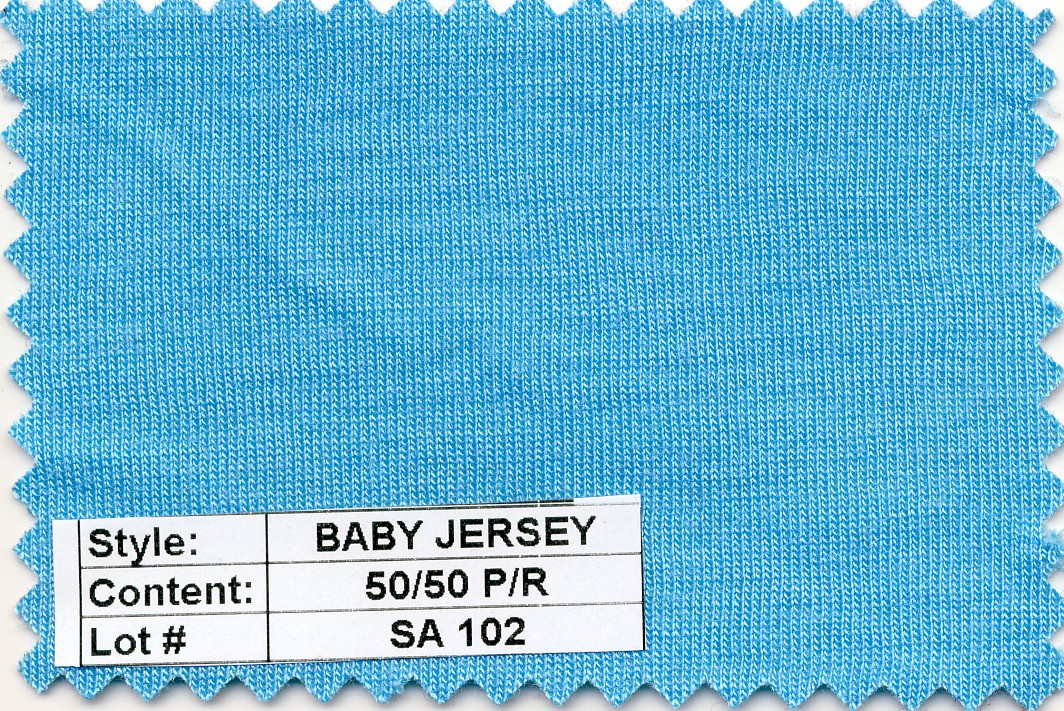 Style: BABY JERSEY
Content: 50/50 P/R
Lot # SA 102